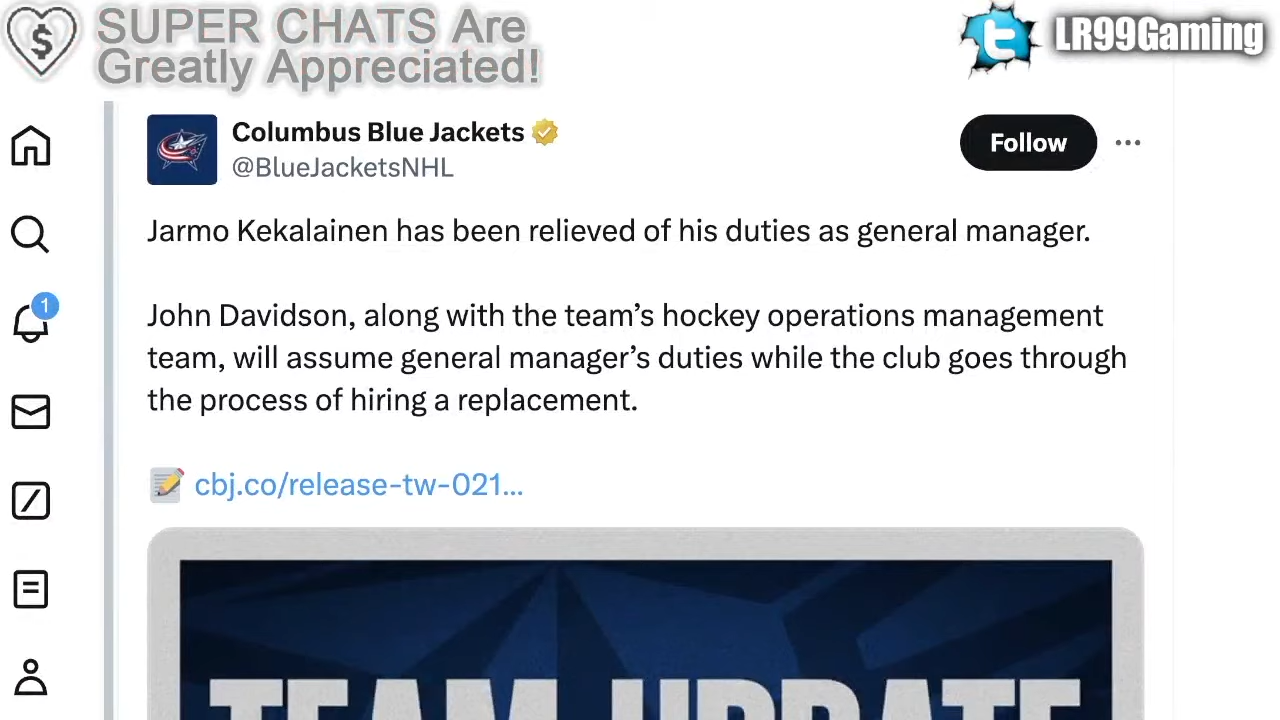 SUPER CHATS Are
Greatly Appreciated!
LR99Gaming
Columbus Blue Jackets
@BlueJacketsNHL
Follow
1
Jarmo Kekalainen has been relieved of his duties as general manager.
John Davidson, along with the team’s hockey operations management
team, will assume general manager’s duties while the club goes through
the process of hiring a replacement.
cbj.co/release-tw-021...
TEAM UPDATE